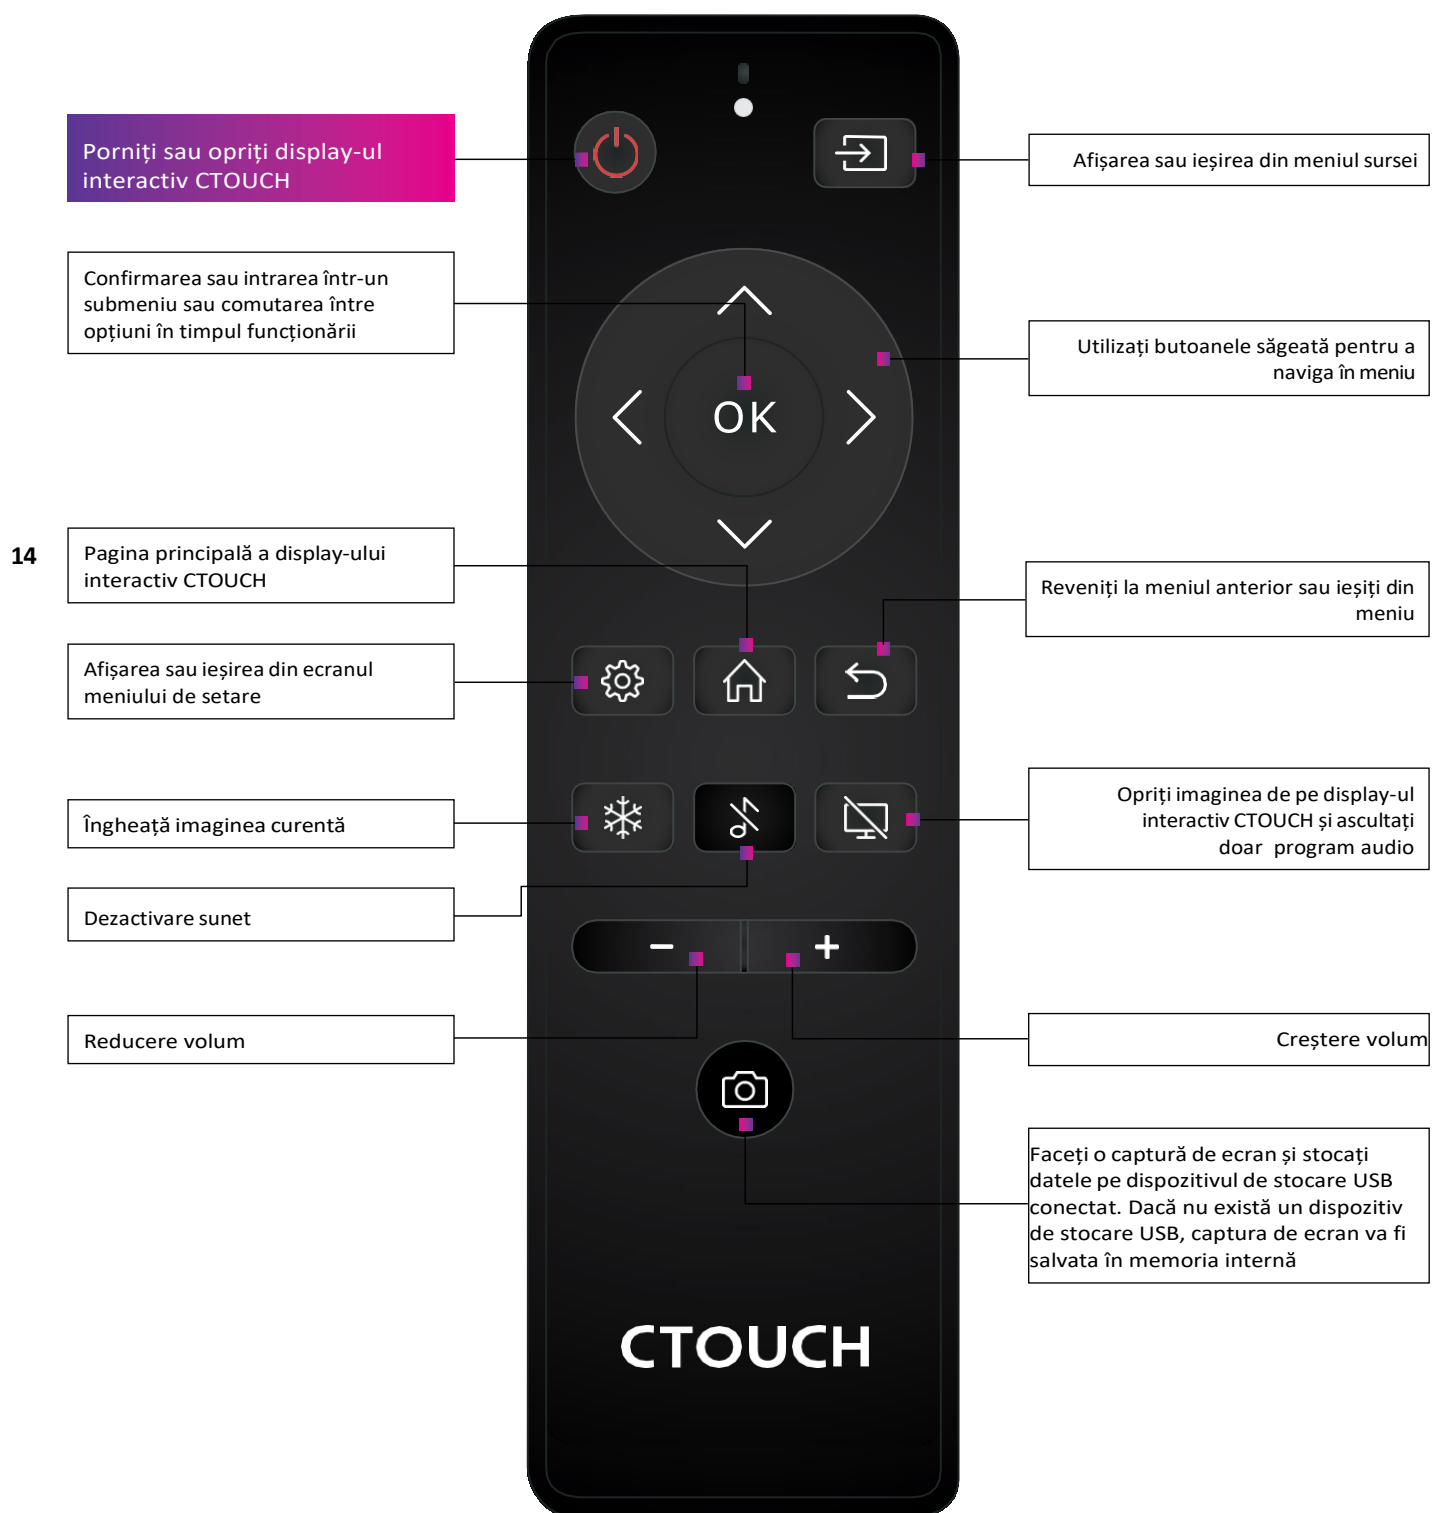 Porniți sau opriți display-ul
interactiv CTOUCH
Afișarea sau ieșirea din meniul sursei
Confirmarea sau intrarea într-un
submeniu sau comutarea între
opțiuni în timpul funcționării
Utilizați butoanele săgeată pentru a
naviga în meniu
OK
14
Pagina principală a display-ului
interactiv CTOUCH
Reveniți la meniul anterior sau ieșiți din
meniu
Afișarea sau ieșirea din ecranul
meniului de setare
Opriți imaginea de pe display-ul
interactiv CTOUCH și ascultați
doar program audio
Îngheață imaginea curentă
Dezactivare sunet
- +
Reducere volum
Creștere volum
Faceți o captură de ecran și stocați
datele pe dispozitivul de stocare USB
conectat. Dacă nu există un dispozitiv
de stocare USB, captura de ecran va fi
salvata în memoria internă
CTOUCH